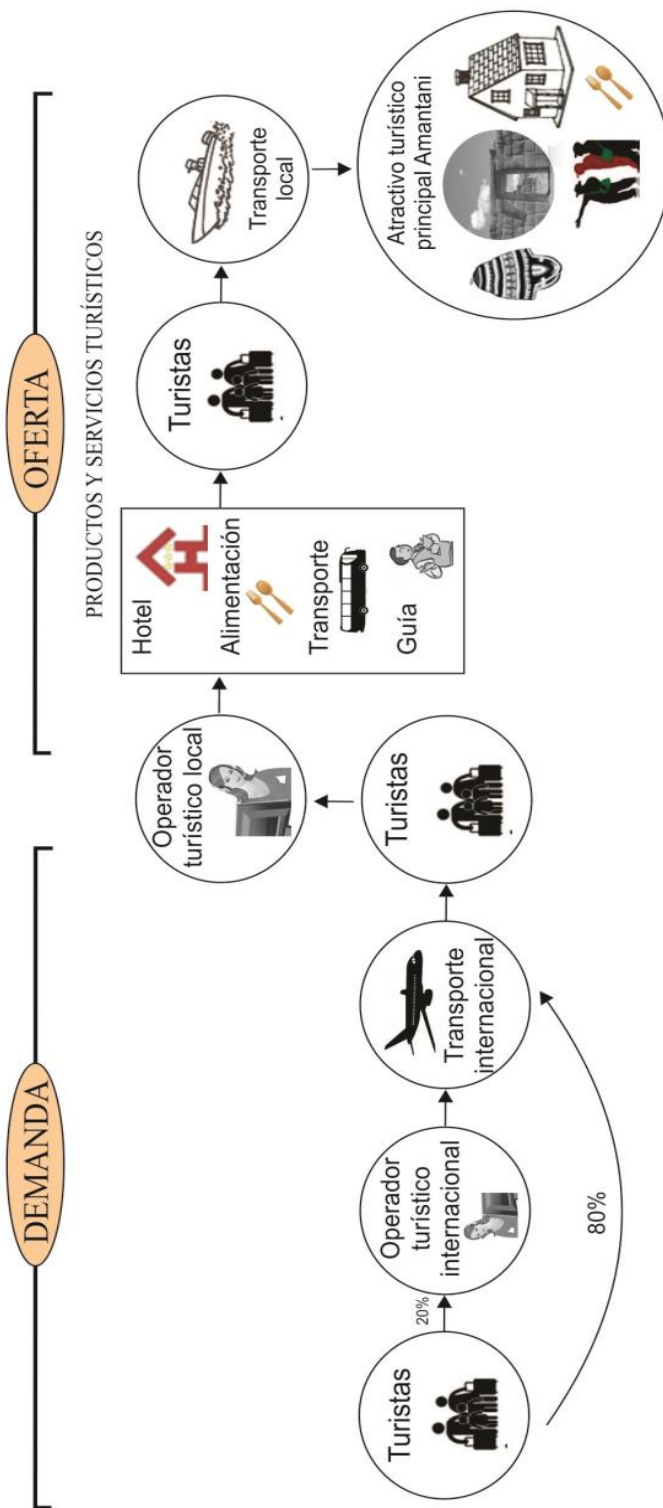 DEMANDA
OFERTA
PRODUCTOS Y SERVICIOS TURÍSTICOS
Turistas
20%
Operador
turístico
internacional
80%
Transporte
internacional
Turistas
Operador
turístico local
Hotel
Alimentación
Transporte
Guía
Turistas
Transporte
local
Atractivo turístico
principal Amantani